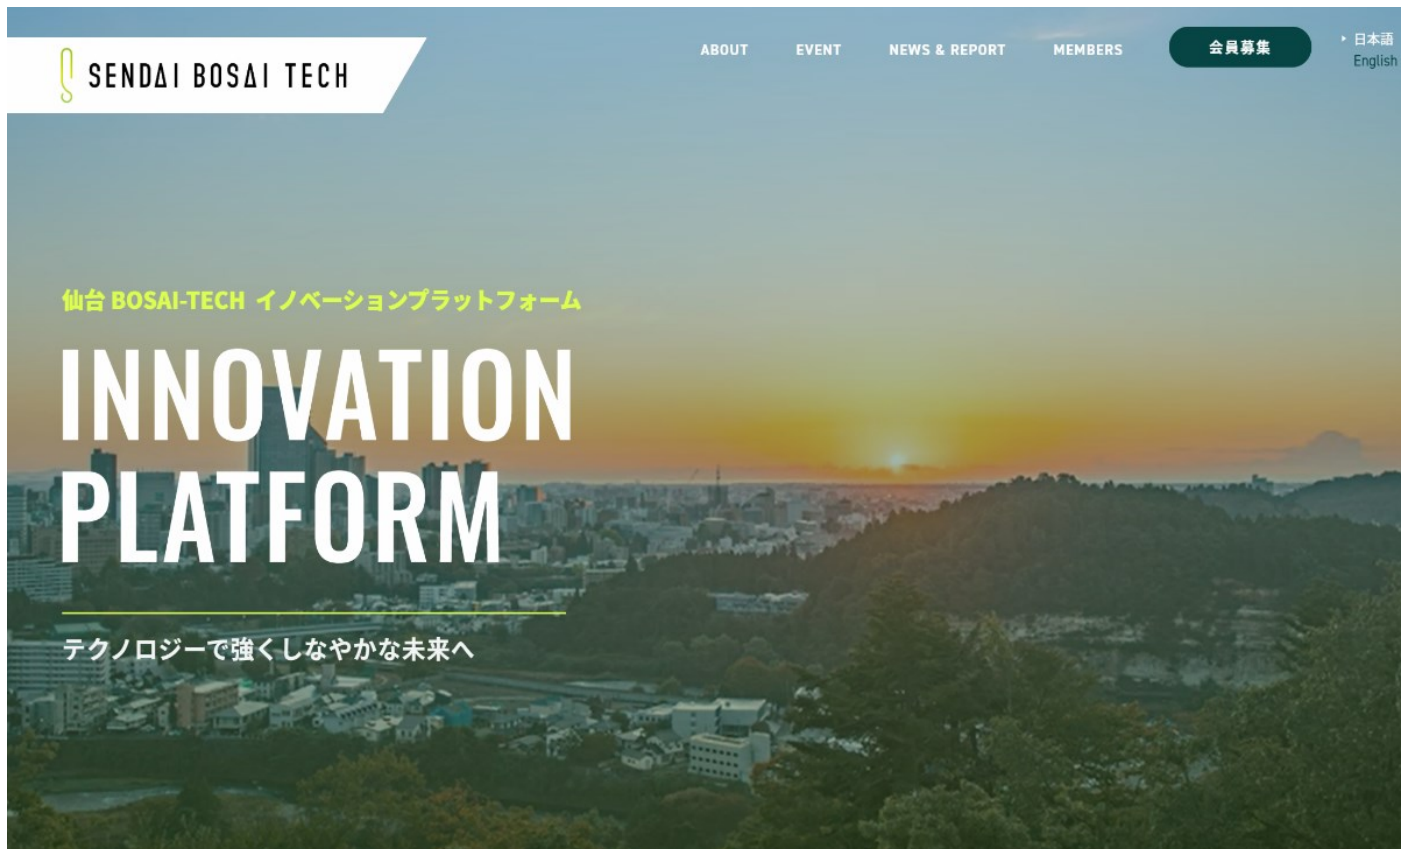 SENDAI BOSAI TECH
ABOUT
EVENT
NEWS & REPORT
MEMBERS
会員募集
日本語
English
仙台 BOSAI-TECH イノベーションプラットフォーム
INNOVATION
PLATFORM
テクノロジーで強くしなやかな未来へ